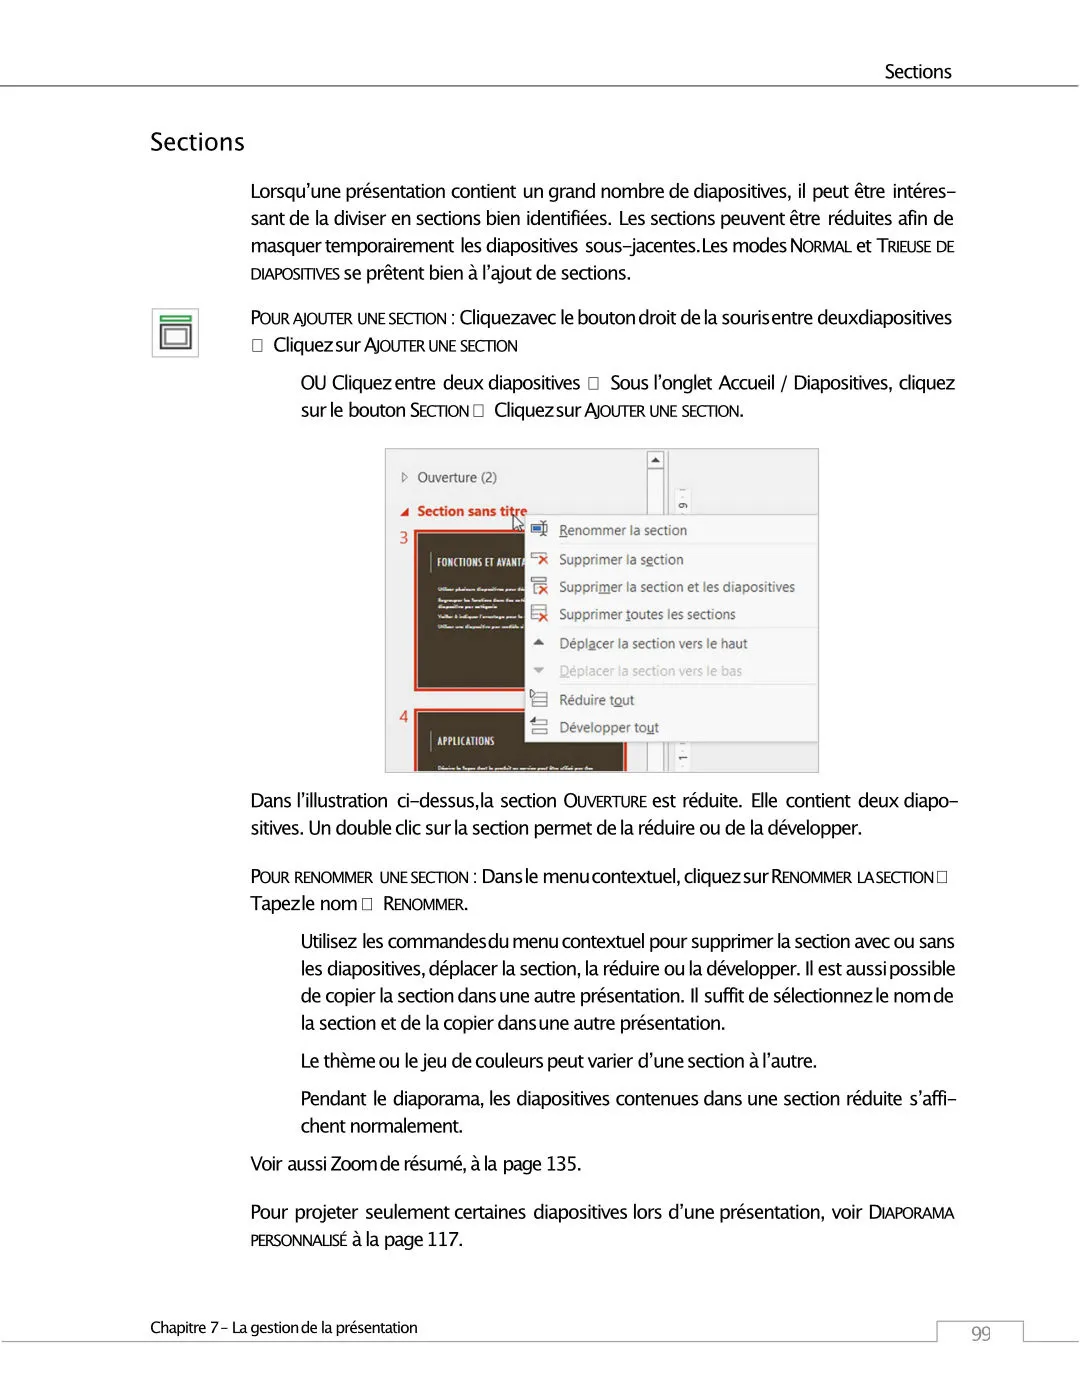 Sections
Sections
Lorsqu’une présentation contient un grand nombre de diapositives, il peut être intéres-
sant de la diviser en sections bien identifiées. Les sections peuvent être réduites afin de
masquer temporairement les diapositives sous-jacentes.Les modes NORMAL et TRIEUSE DE
DIAPOSITIVES se prêtent bien à l’ajout de sections.
POUR AJOUTER UNE SECTION : Cliquezavec le bouton droit de la souris entre deuxdiapositives
□ Cliquez sur AJOUTER UNE SECTION
OU Cliquez entre deux diapositives □ Sous l’onglet Accueil / Diapositives, cliquez
sur le bouton SECTION □ Cliquez sur AJOUTER UNE SECTION.
Ouverture (2)
Section sans titre
9
Renommer la section
3
FONCTIONS ET AVANTA
Supprimer la section
Supprimer la section et les diapositives
Supprimer toutes les sections
Déplacer la section vers le haut
Déplacer la section vers le bas
Réduire tout
4
Développer tout
APPLICATIONS
1
Dans l’illustration ci-dessus,la section OUVERTURE est réduite. Elle contient deux diapo-
sitives. Un double clic sur la section permet de la réduire ou de la développer.
POUR RENOMMER UNE SECTION : Dans le menu contextuel, cliquez sur RENOMMER LA SECTION □
Tapez le nom □ RENOMMER.
Utilisez les commandes du menu contextuel pour supprimer la section avec ou sans
les diapositives, déplacer la section, la réduire ou la développer. Il est aussi possible
de copier la section dans une autre présentation. Il suffit de sélectionnez le nom de
la section et de la copier dans une autre présentation.
Le thème ou le jeu de couleurs peut varier d’une section à l’autre.
Pendant le diaporama, les diapositives contenues dans une section réduite s’affi-
chent normalement.
Voir aussi Zoom de résumé, à la page 135.
Pour projeter seulement certaines diapositives lors d’une présentation, voir DIAPORAMA
PERSONNALISÉ à la page 117.
Chapitre 7 – La gestion de la présentation
99